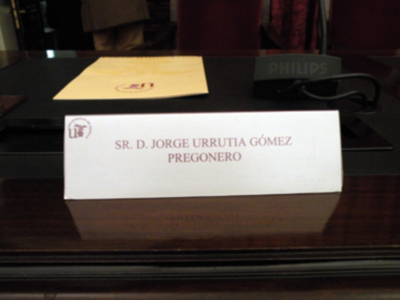 PHILIPS
SR. D. JORGE URRUTIA GÓMEZ
PREGONERO